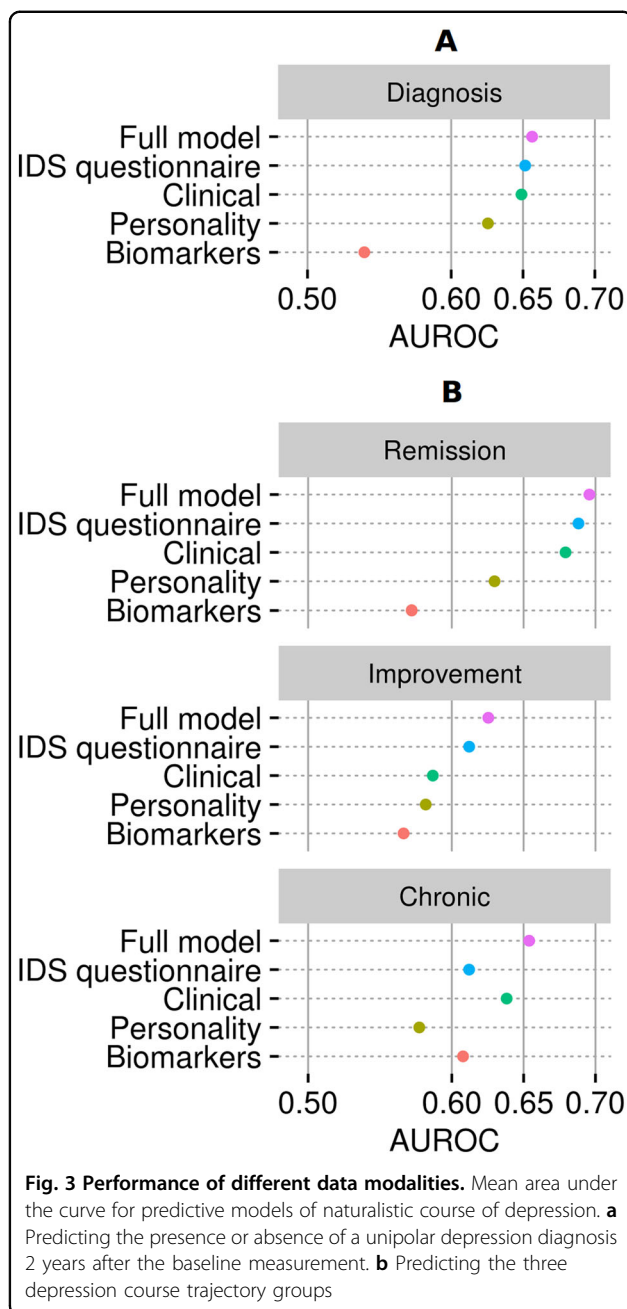 A
Diagnosis
Full model
IDS questionnaire
Clinical
Personality
Biomarkers
0.50 0.60 0.65 0.70
AUROC
B
Remission
Full model
IDS questionnaire
Clinical
Personality
Biomarkers
Improvement
Full model
IDS questionnaire
Clinical
Personality
Biomarkers
Chronic
Full model
IDS questionnaire
Clinical
Personality
Biomarkers
0.50 0.60 0.65 0.70
AUROC
Fig. 3 Performance of different data modalities. Mean area under
the curve for predictive models of naturalistic course of depression. a
Predicting the presence or absence of a unipolar depression diagnosis
2 years after the baseline measurement. b Predicting the three
depression course trajectory groups